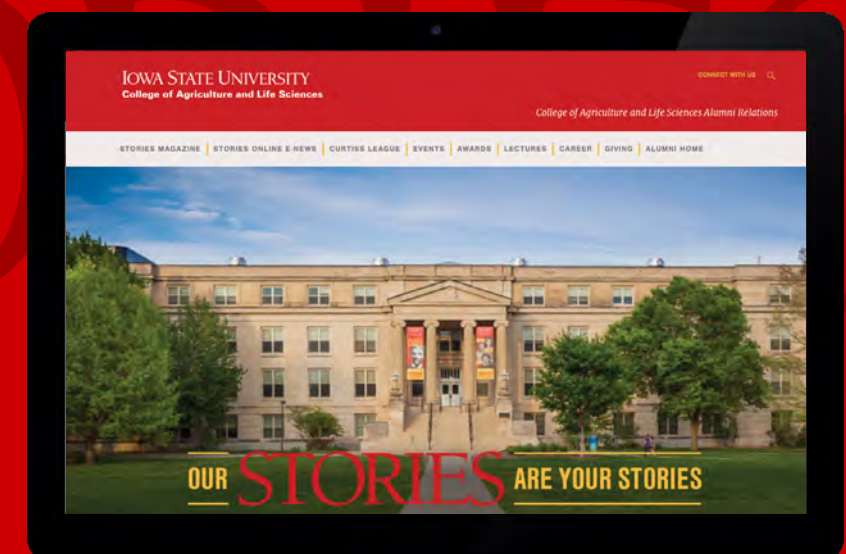 IOWA STATE UNIVERSITY
College of Agriculture and Life Sciences
CONNECT WITH US
College of Agriculture and Life Sciences Alumni Relations
STORIES MAGAZINE | STORIES ONLINE E-NEWS | CURTISS LEAGUE | EVENTS | AWARDS | LECTURES | CAREER | GIVING | ALUMNI HOME
OUR STORIES ARE YOUR STORIES